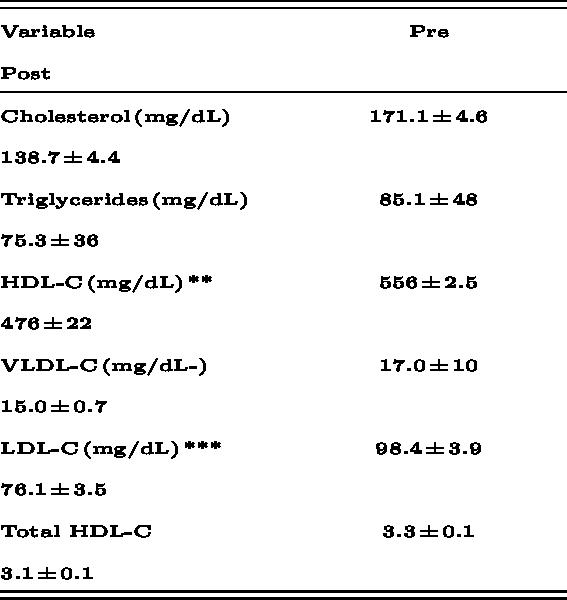 Variable Pre
Post
Cholesterol (mg/dL) 171.1 ± 4.6
138.7 ± 4.4
Triglycerides (mg/dL) 85.1 ± 48
75.3 ± 36
HDL-C (mg/dL) ** 556 ± 2.5
476 ± 22
VLDL-C (mg/dL-) 17.0 ± 10
15.0 ± 0.7
LDL-C (mg/dL) *** 98.4 ± 3.9
76.1 ± 3.5
Total HDL-C 3.3 ± 0.1
3.1 ± 0.1